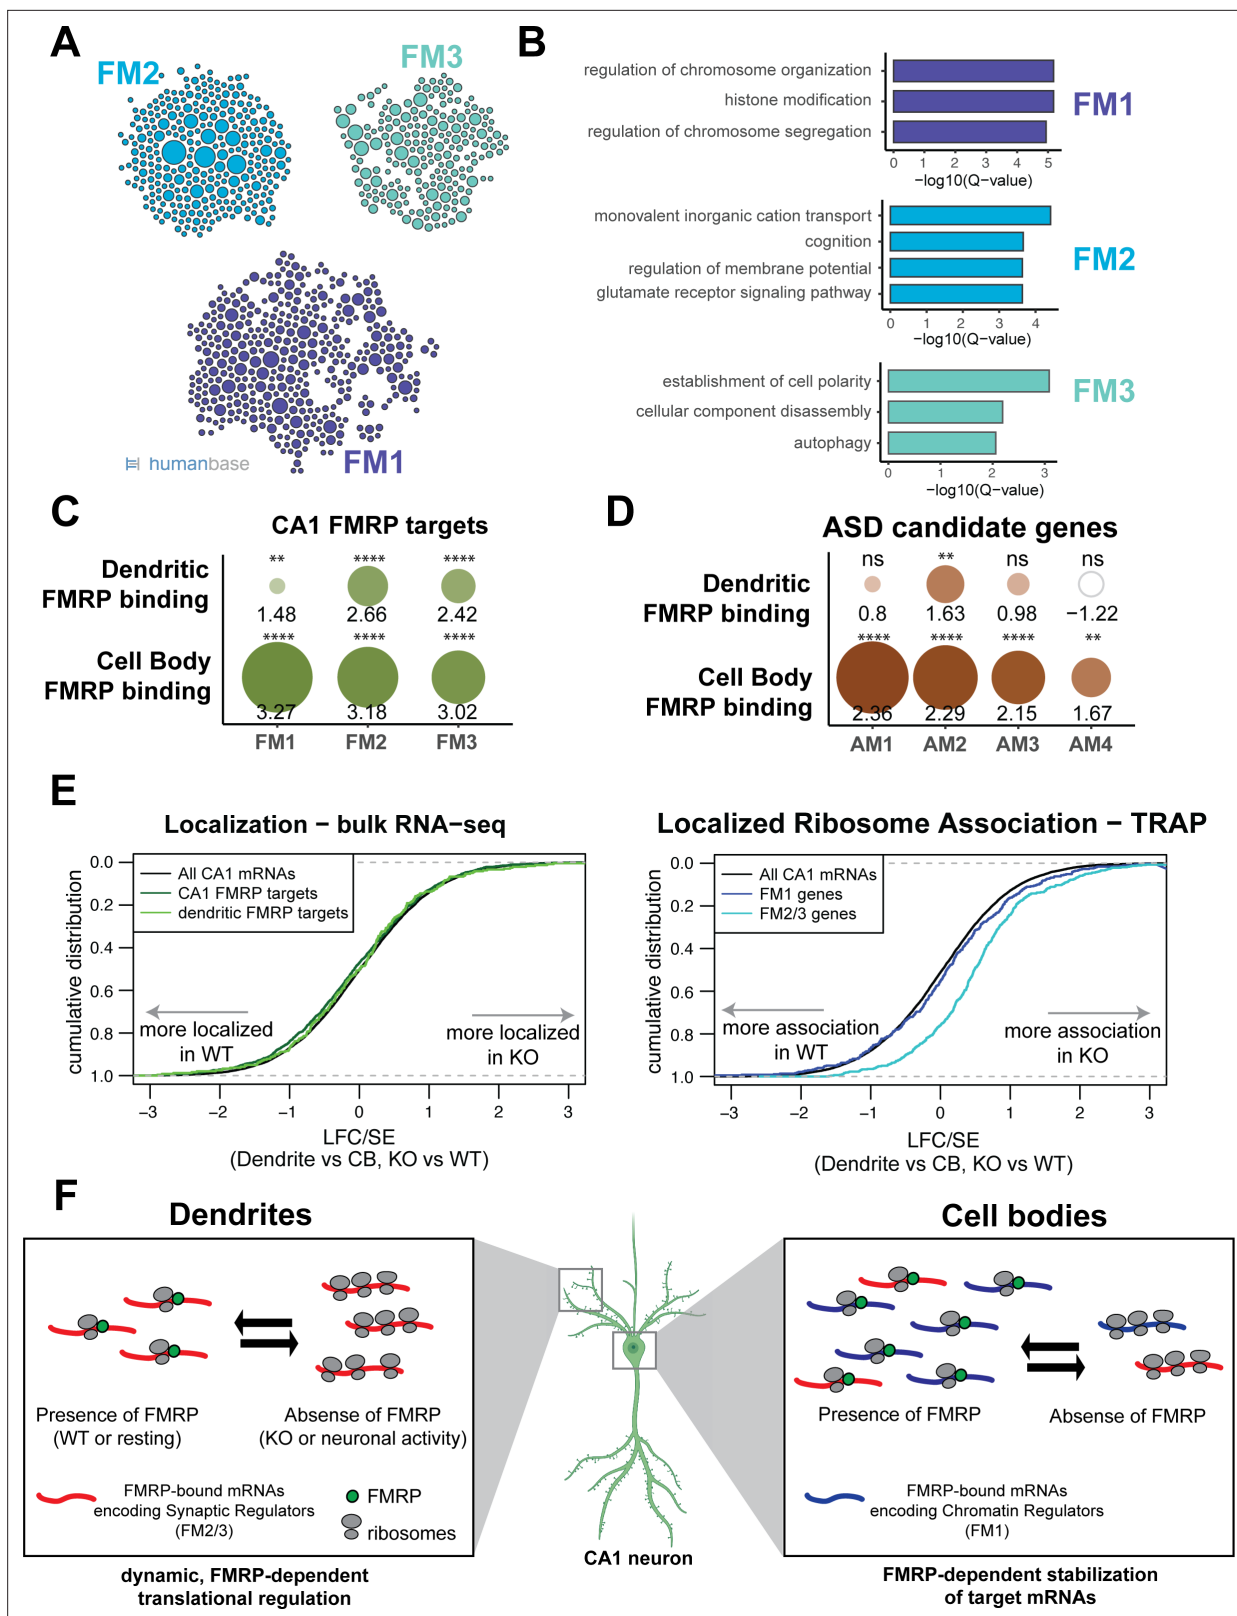 A
FM2
FM3
FM1
humanbase
B
regulation of chromosome organization
histone modification
regulation of chromosome segregation
FM1
0 1 2 3 4 5
−log10(Q−value)
monovalent inorganic cation transport
cognition
regulation of membrane potential
glutamate receptor signaling pathway
FM2
0 1 2 3 4
−log10(Q−value)
establishment of cell polarity
cellular component disassembly
autophagy
FM3
0 1 2 3
−log10(Q−value)
C
CA1 FMRP targets
Dendritic
FMRP binding
** **** ****
1.48 2.66 2.42
Cell Body
FMRP binding
**** **** ****
3.27 3.18 3.02
FM1 FM2 FM3
D
ASD candidate genes
Dendritic
FMRP binding
ns ** ns ns
0.8 1.63 0.98 −1.22
Cell Body
FMRP binding
**** **** **** **
2.36 2.29 2.15 1.67
AM1 AM2 AM3 AM4
E
Localization − bulk RNA−seq
cumulative distribution
0.0
0.2
0.4
0.6
0.8
1.0
All CA1 mRNAs
CA1 FMRP targets
dendritic FMRP targets
more localized
in WT
more localized
in KO
−3 −2 −1 0 1 2 3
LFC/SE
(Dendrite vs CB, KO vs WT)
Localized Ribosome Association − TRAP
cumulative distribution
0.0
0.2
0.4
0.6
0.8
1.0
All CA1 mRNAs
FM1 genes
FM2/3 genes
more association
in WT
more association
in KO
−3 −2 −1 0 1 2 3
LFC/SE
(Dendrite vs CB, KO vs WT)
F
Dendrites
Presence of FMRP
(WT or resting)
Absense of FMRP
(KO or neuronal activity)
FMRP-bound mRNAs
encoding Synaptic Regulators
(FM2/3)
FMRP
ribosomes
dynamic, FMRP-dependent
translational regulation
CA1 neuron
Cell bodies
Presence of FMRP
Absense of FMRP
FMRP-bound mRNAs
encoding Chromatin Regulators
(FM1)
FMRP-dependent stabilization
of target mRNAs